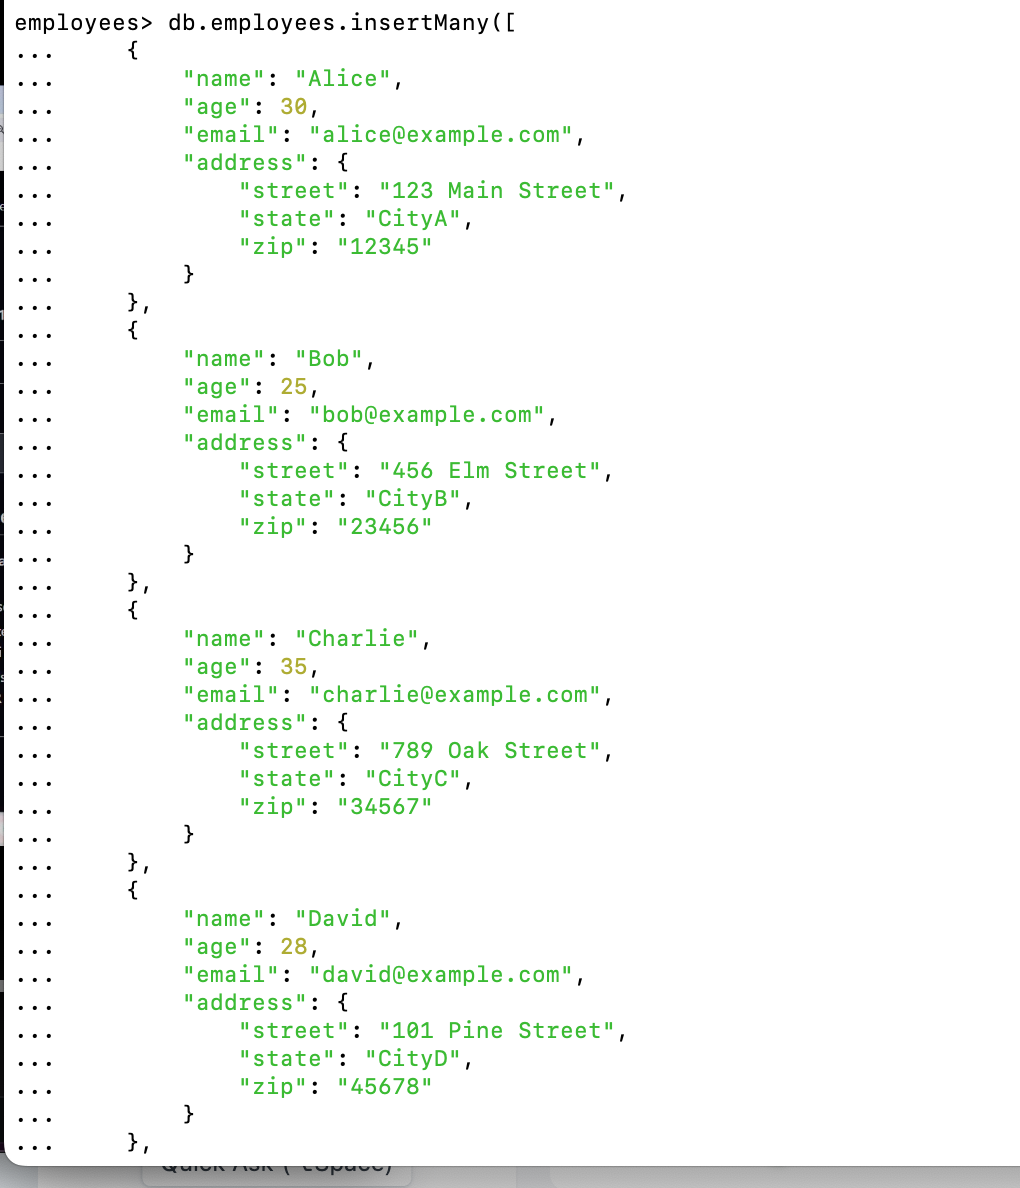 employees> db.employees.insertMany([
...     {
...         "name": "Alice",
...         "age": 30,
...         "email": "alice@example.com",
...         "address": {
...             "street": "123 Main Street",
...             "state": "CityA",
...             "zip": "12345"
...         }
...     },
...     {
...         "name": "Bob",
...         "age": 25,
...         "email": "bob@example.com",
...         "address": {
...             "street": "456 Elm Street",
...             "state": "CityB",
...             "zip": "23456"
...         }
...     },
...     {
...         "name": "Charlie",
...         "age": 35,
...         "email": "charlie@example.com",
...         "address": {
...             "street": "789 Oak Street",
...             "state": "CityC",
...             "zip": "34567"
...         }
...     },
...     {
...         "name": "David",
...         "age": 28,
...         "email": "david@example.com",
...         "address": {
...             "street": "101 Pine Street",
...             "state": "CityD",
...             "zip": "45678"
...         }
...     },
Quick Ask